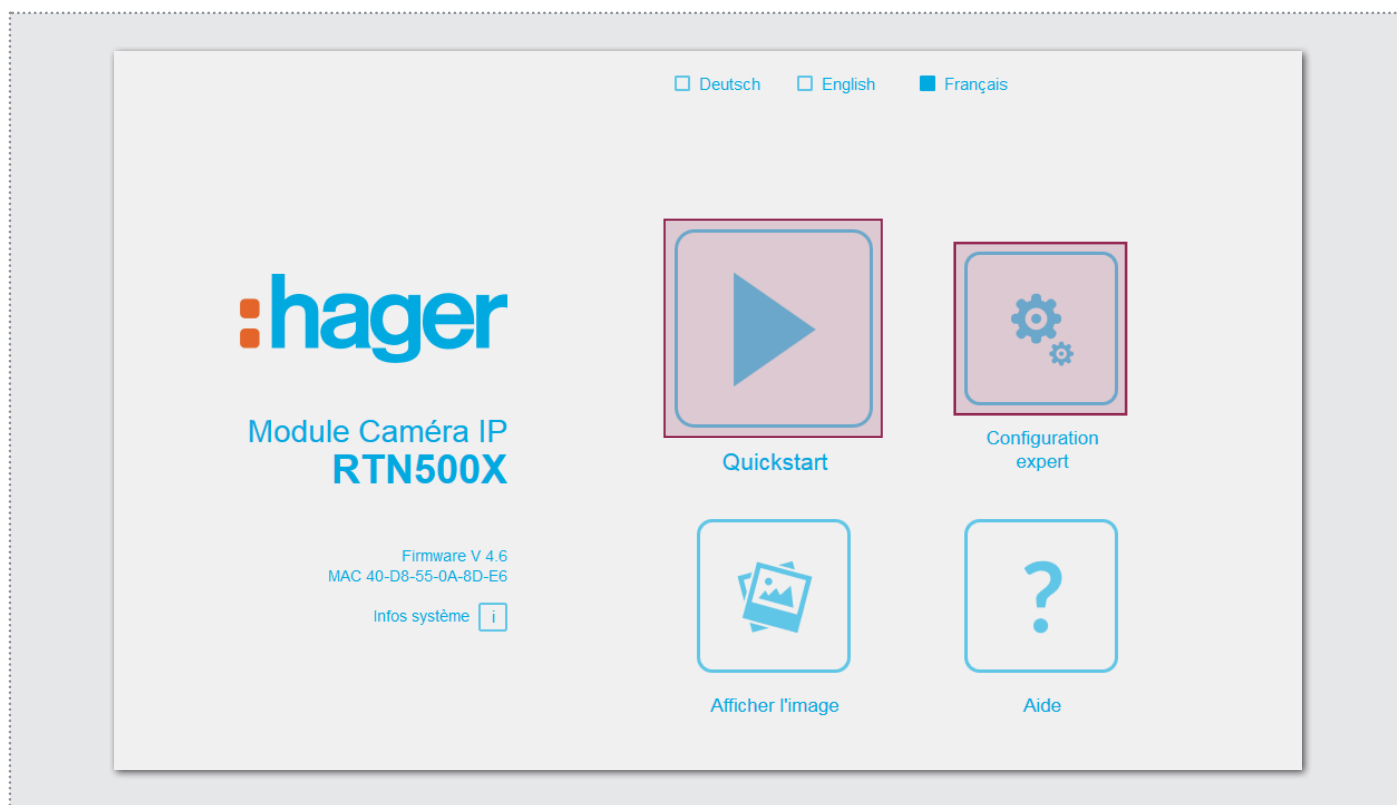 Deutsch English Français
:hager
Module Caméra IP
RTN500X
Firmware V 4.6
MAC 40-D8-55-0A-8D-E6
Infos système i
Quickstart
Configuration
expert
Afficher l'image
?
Aide